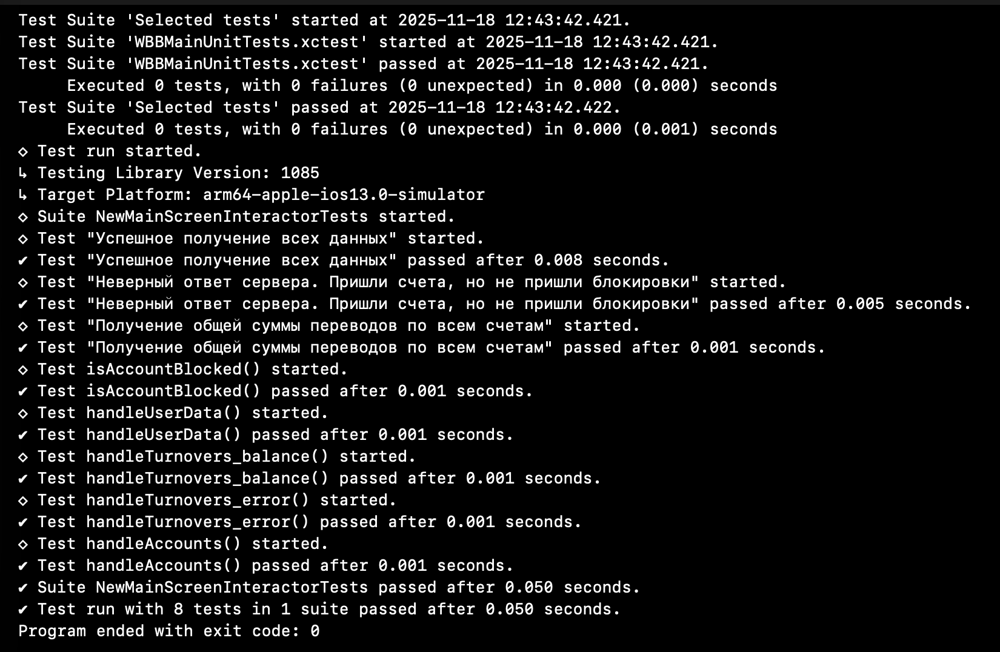 Test Suite 'Selected tests' started at 2025-11-18 12:43:42.421.
Test Suite 'WBBMainUnitTests.xctest' started at 2025-11-18 12:43:42.421.
Test Suite 'WBBMainUnitTests.xctest' passed at 2025-11-18 12:43:42.421.
     Executed 0 tests, with 0 failures (0 unexpected) in 0.000 (0.000) seconds
Test Suite 'Selected tests' passed at 2025-11-18 12:43:42.422.
     Executed 0 tests, with 0 failures (0 unexpected) in 0.000 (0.001) seconds
◇ Test run started.
↳ Testing Library Version: 1085
↳ Target Platform: arm64-apple-ios13.0-simulator
◇ Suite NewMainScreenInteractorTests started.
◇ Test "Успешное получение всех данных" started.
✔ Test "Успешное получение всех данных" passed after 0.008 seconds.
◇ Test "Неверный ответ сервера. Пришли счета, но не пришли блокировки" started.
✔ Test "Неверный ответ сервера. Пришли счета, но не пришли блокировки" passed after 0.005 seconds.
◇ Test "Получение общей суммы переводов по всем счетам" started.
✔ Test "Получение общей суммы переводов по всем счетам" passed after 0.001 seconds.
◇ Test isAccountBlocked() started.
✔ Test isAccountBlocked() passed after 0.001 seconds.
◇ Test handleUserData() started.
✔ Test handleUserData() passed after 0.001 seconds.
◇ Test handleTurnovers_balance() started.
✔ Test handleTurnovers_balance() passed after 0.001 seconds.
◇ Test handleTurnovers_error() started.
✔ Test handleTurnovers_error() passed after 0.001 seconds.
◇ Test handleAccounts() started.
✔ Test handleAccounts() passed after 0.001 seconds.
✔ Suite NewMainScreenInteractorTests passed after 0.050 seconds.
✔ Test run with 8 tests in 1 suite passed after 0.050 seconds.
Program ended with exit code: 0